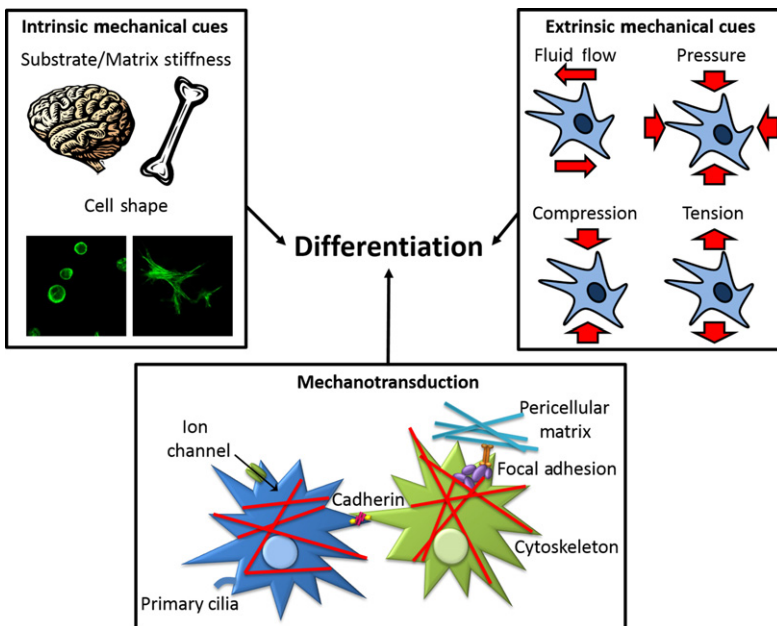 Intrinsic mechanical cues
Substrate/Matrix stiffness
Cell shape
Extrinsic mechanical cues
Fluid flow
Pressure
Compression
Tension
Differentiation
Mechanotransduction
Ion
channel
Cadherin
Primary cilia
Pericellular
matrix
Focal adhesion
Cytoskeleton